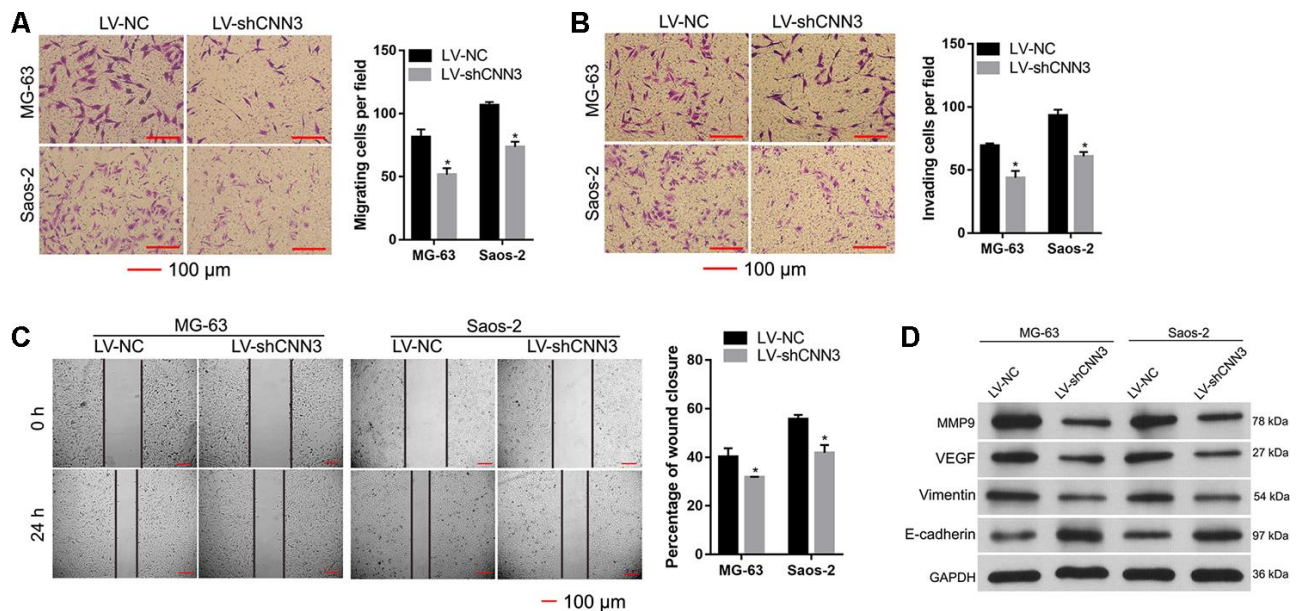 A
LV-NC LV-shCNN3
MG-63
Saos-2
100 μm
Migrating cells per field
150
100
50
0
LV-NC
LV-shCNN3
*
*
MG-63 Saos-2
B
LV-NC LV-shCNN3
MG-63
Saos-2
100 μm
Invading cells per field
150
100
50
0
LV-NC
LV-shCNN3
*
*
MG-63 Saos-2
C
MG-63 Saos-2
LV-NC LV-shCNN3 LV-NC LV-shCNN3
0 h
24 h
100 μm
Percentage of wound closure
80
60
40
20
0
LV-NC
LV-shCNN3
*
*
MG-63 Saos-2
D
MG-63 Saos-2
LV-NC LV-shCNN3 LV-NC LV-shCNN3
MMP9 78 kDa
VEGF 27 kDa
Vimentin 54 kDa
E-cadherin 97 kDa
GAPDH 36 kDa